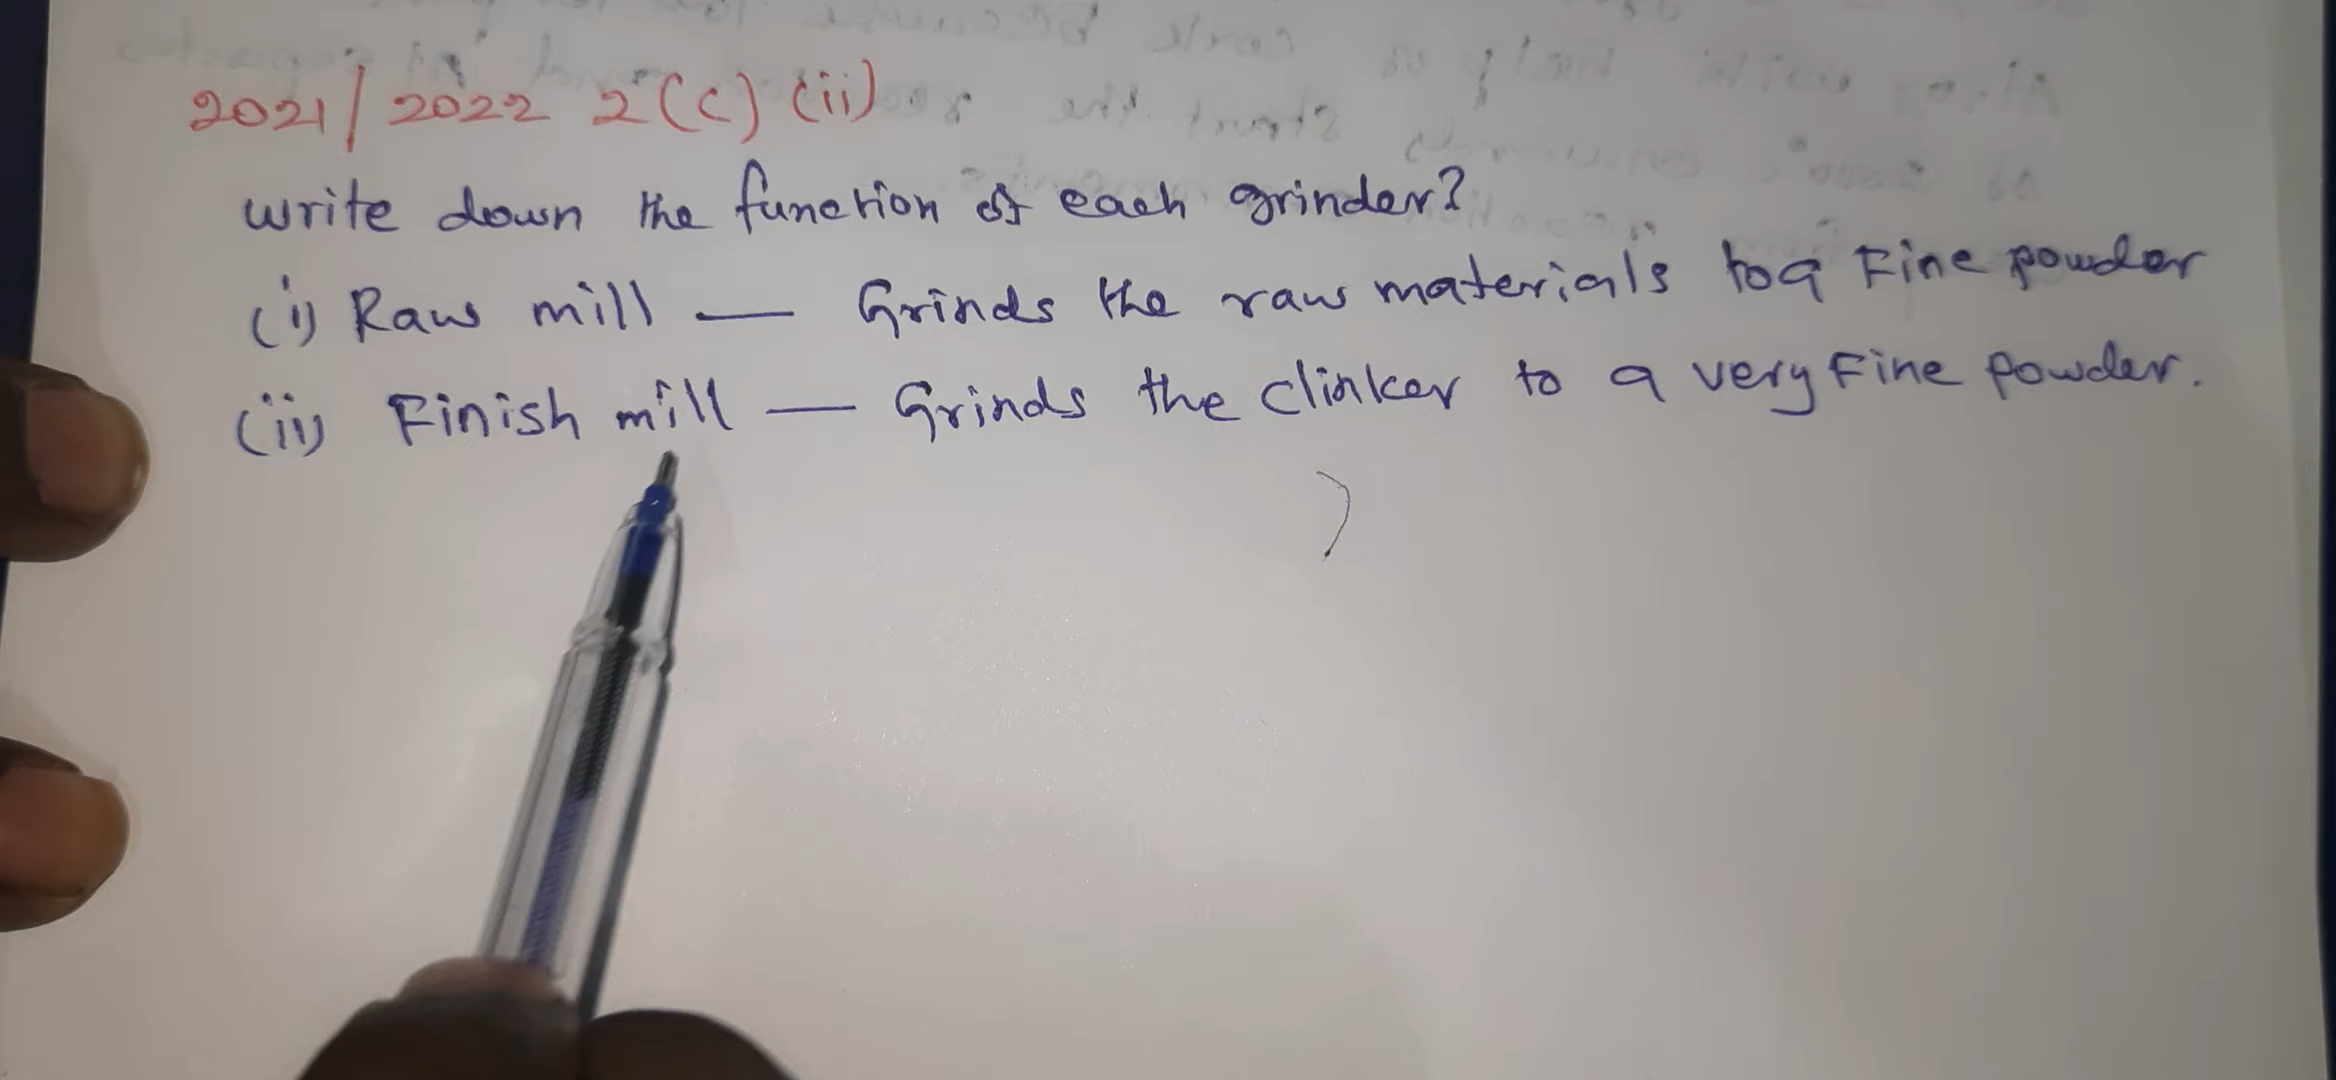 2021/2022 2(c) (ii)
write down the function of each grinder?
(i) Raw mill — Grinds the raw materials to a Fine powder
(ii) Finish mill — Grinds the clinker to a very Fine powder.